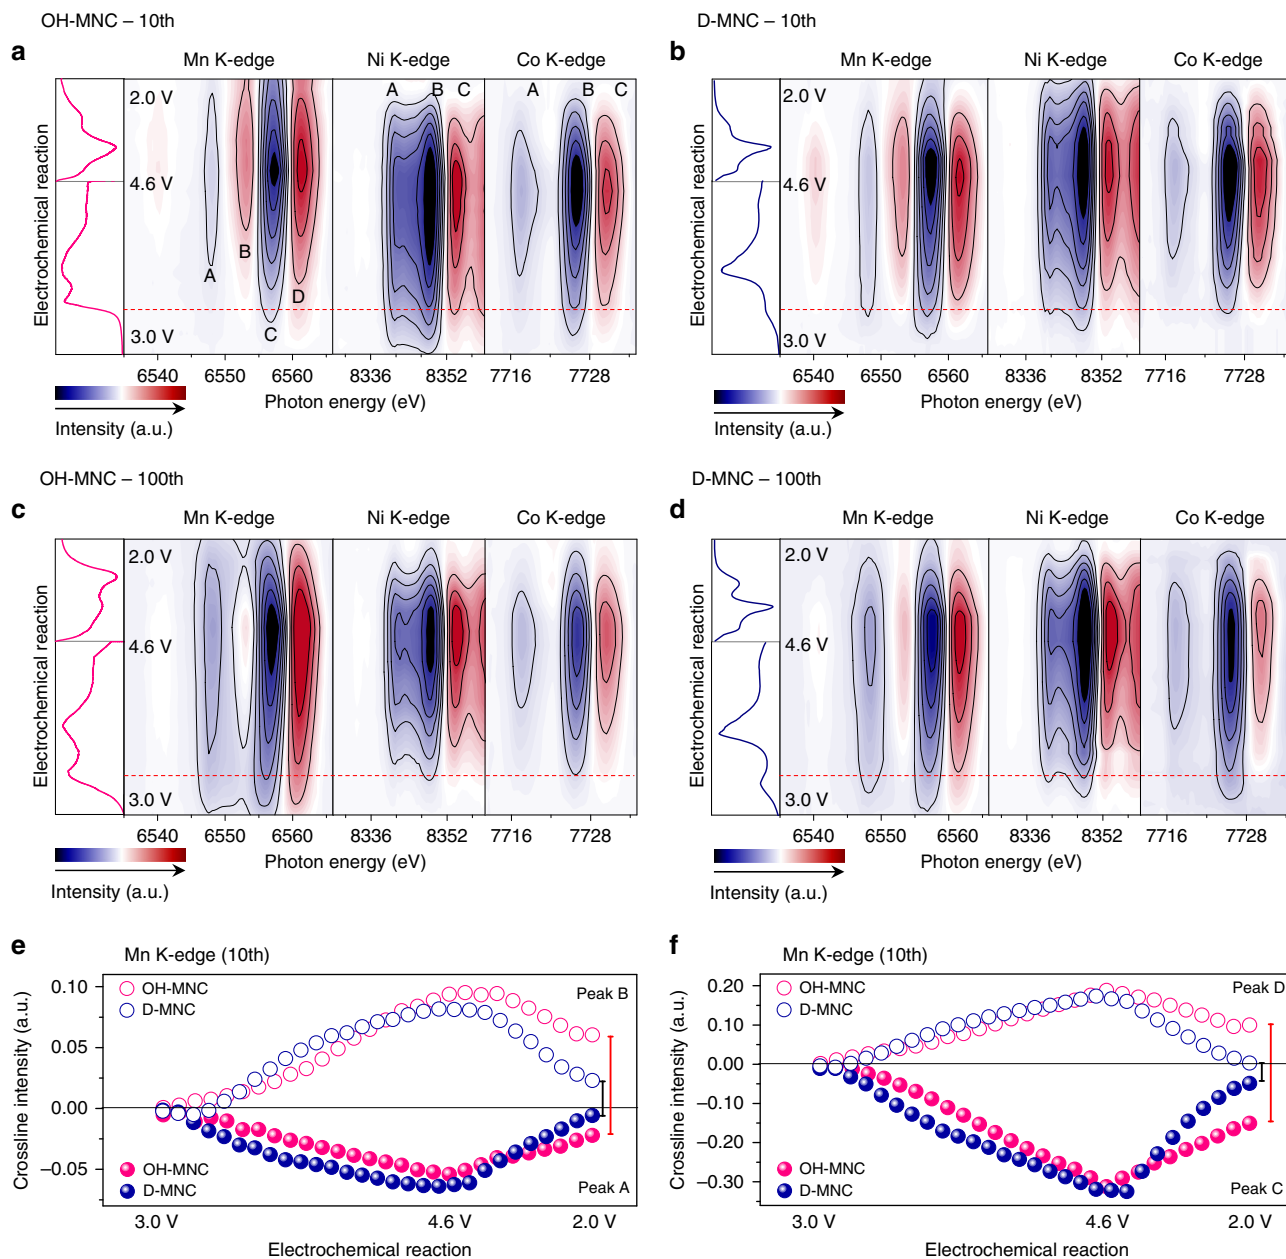 OH-MNC – 10th
a
Mn K-edge
Ni K-edge
Co K-edge
Electrochemical reaction
2.0 V
4.6 V
3.0 V
A
B
C
D
A
B
C
A
B
C
6540
6550
6560
8336
8352
7716
7728
Photon energy (eV)
Intensity (a.u.)
D-MNC – 10th
b
Mn K-edge
Ni K-edge
Co K-edge
Electrochemical reaction
2.0 V
4.6 V
3.0 V
6540
6550
6560
8336
8352
7716
7728
Photon energy (eV)
Intensity (a.u.)
OH-MNC – 100th
c
Mn K-edge
Ni K-edge
Co K-edge
Electrochemical reaction
2.0 V
4.6 V
3.0 V
6540
6550
6560
8336
8352
7716
7728
Photon energy (eV)
Intensity (a.u.)
D-MNC – 100th
d
Mn K-edge
Ni K-edge
Co K-edge
Electrochemical reaction
2.0 V
4.6 V
3.0 V
6540
6550
6560
8336
8352
7716
7728
Photon energy (eV)
Intensity (a.u.)
e
Mn K-edge (10th)
Crossline intensity (a.u.)
0.10
0.05
0.00
−0.05
OH-MNC
D-MNC
Peak B
OH-MNC
D-MNC
Peak A
3.0 V
4.6 V
2.0 V
Electrochemical reaction
f
Mn K-edge (10th)
Crossline intensity (a.u.)
0.20
0.10
0.00
−0.10
−0.20
−0.30
OH-MNC
D-MNC
Peak D
OH-MNC
D-MNC
Peak C
3.0 V
4.6 V
2.0 V
Electrochemical reaction